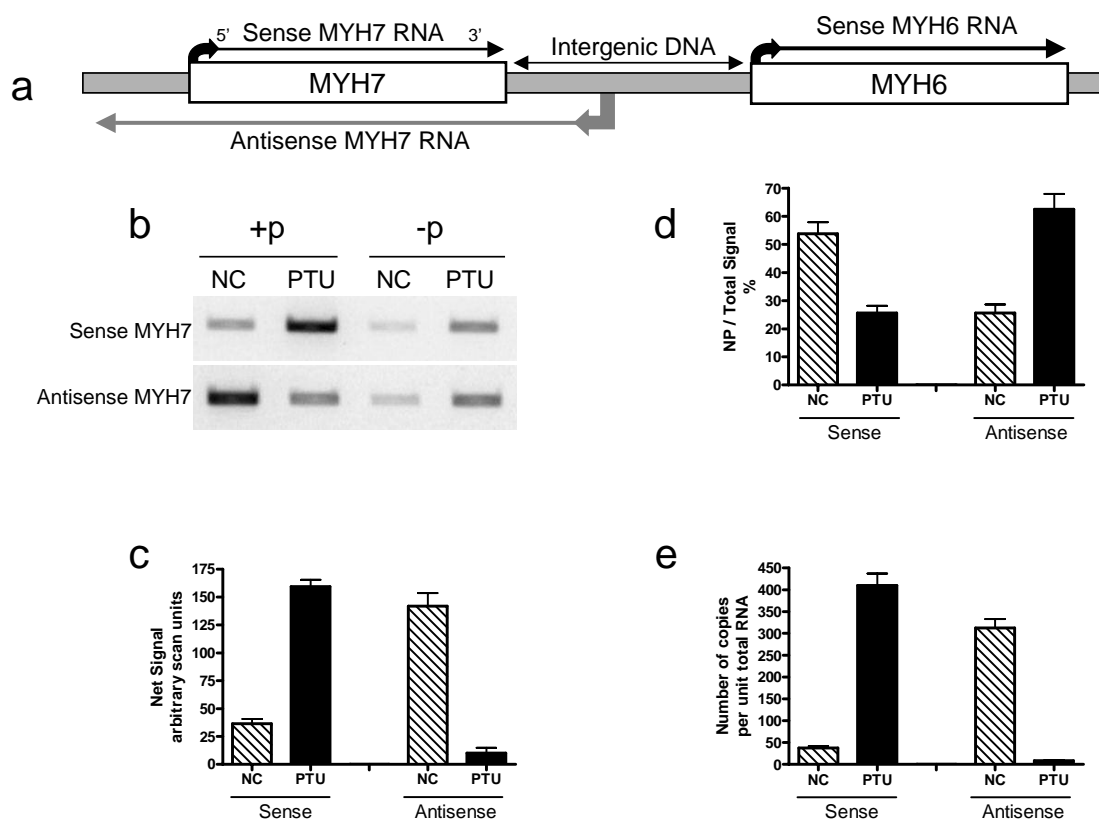 a
5’ Sense MYH7 RNA 3’
Intergenic DNA
Sense MYH6 RNA
MYH7
MYH6
Antisense MYH7 RNA
b
+p -p
NC PTU NC PTU
Sense MYH7
Antisense MYH7
d
NP / Total Signal
%
70
60
50
40
30
20
10
0
NC PTU NC PTU
Sense Antisense
c
Net Signal
arbitrary scan units
175
150
125
100
75
50
25
0
NC PTU NC PTU
Sense Antisense
e
Number of copies
per unit total RNA
450
400
350
300
250
200
150
100
50
0
NC PTU NC PTU
Sense Antisense